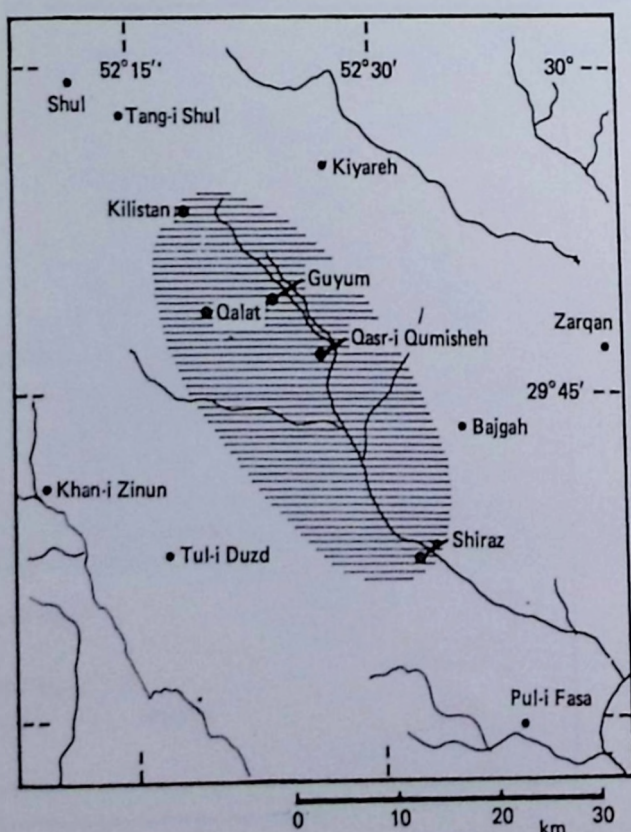 52°15'
52°30'
30°
Shul
Tang-i Shul
Kiyareh
Kilistan
Guyum
Qalat
Zarqan
Qasr-i Qumisheh
29°45'
Bajgah
Khan-i Zinun
Shiraz
Tul-i Duzd
Pul-i Fasa
0 10 20 30
km